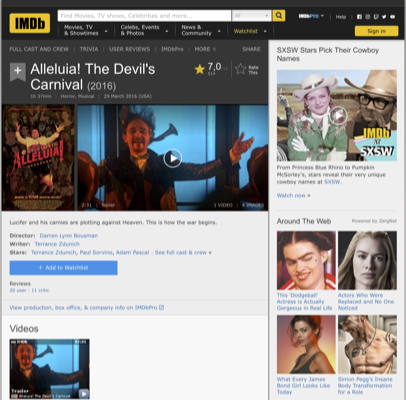 IMDb
Find Movies, TV shows, Celebrities and more...
All
IMDbPro
Help
Movies, TV & Showtimes
Celebs, Events & Photos
News & Community
Watchlist
Sign in
FULL CAST AND CREW | TRIVIA | USER REVIEWS | IMDbPro | MORE
SHARE
Alleluia! The Devil's
Carnival (2016)
7,0
Rate
This
1h 37min | Horror, Musical | 29 March 2016 (USA)
ALLELUIA!
2:31 | Trailer
1 VIDEO | 6 IMAGES
Lucifer and his carnies are plotting against Heaven. This is how the war begins.
Director: Darren Lynn Bousman
Writer: Terrance Zdunich
Stars: Terrance Zdunich, Paul Sorvino, Adam Pascal | See full cast & crew »
+ Add to Watchlist
Reviews
20 user | 11 critic
View production, box office, & company info on IMDbPro
Videos
Trailer
Alleluia! The Devil's Carnival
SXSW Stars Pick Their Cowboy
Names
IMDb
SXSW
From Princess Blue Rhino to Pumpkin
McSorley's, stars reveal their very unique
cowboy names at SXSW.
Watch now »
Around The Web
Powered by ZergNet
This 'Dodgeball'
Actress is Actually
Gorgeous in Real Life
Actors Who Were
Replaced and No One
Noticed
What Every James
Bond Girl Looks Like
Today
Simon Pegg's Insane
Body Transformation
for a Role